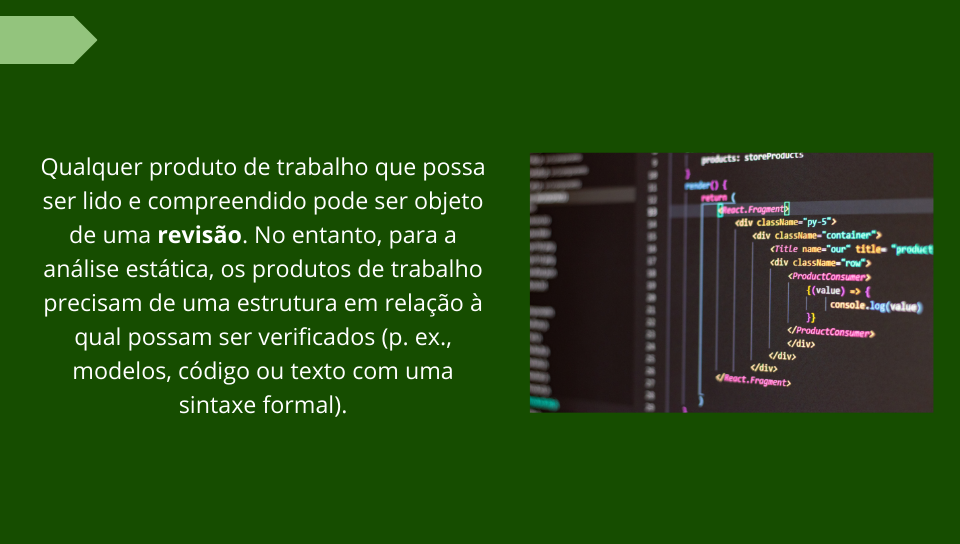 Qualquer produto de trabalho que possa
ser lido e compreendido pode ser objeto
de uma revisão. No entanto, para a
análise estática, os produtos de trabalho
precisam de uma estrutura em relação à
qual possam ser verificados (p. ex.,
modelos, código ou texto com uma
sintaxe formal).
products: storeProducts
}
render() {
return (
<React.Fragment>
<div className="py-5">
<div className="container">
<Title name="our" title= "product
<div className="row">
<ProductConsumer>
{(value) => {
console.log(value)
}}
</ProductConsumer>
</div>
</div>
</div>
</React.Fragment>
)
}